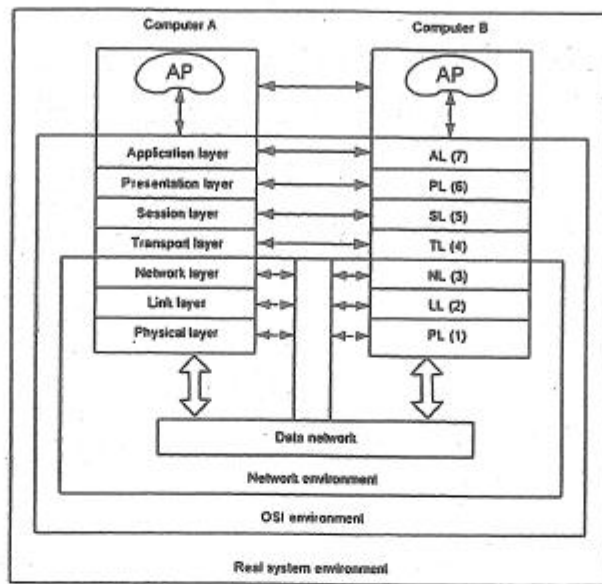 Computer A
Computer B
AP
AP
Application layer
AL (7)
Presentation layer
PL (6)
Session layer
SL (5)
Transport layer
TL (4)
Network layer
NL (3)
Link layer
LL (2)
Physical layer
PL (1)
Data network
Network environment
OSI environment
Real system environment